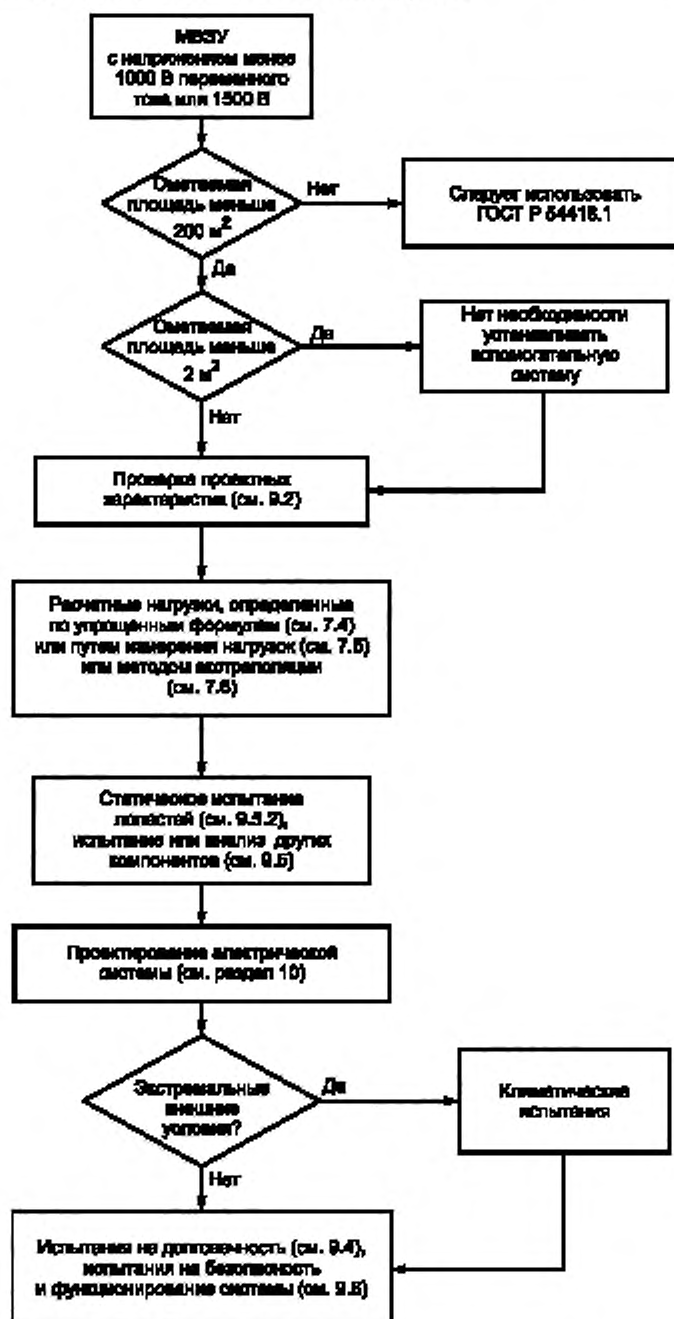 МВЭУ
с напряжением менее
1000 В переменного
тока или 1500 В
Ометаемая
площадь меньше
200 м²
Нет
Следует использовать
ГОСТ Р 54418.1
Да
Ометаемая
площадь меньше
2 м²
Да
Нет необходимости
устанавливать
вспомогательную
систему
Нет
Проверка проектных
характеристик (см. 9.2)
Расчетные нагрузки, определенные
по упрощенным формулам (см. 7.4)
или путем измерения нагрузок (см. 7.5)
или методом экстраполяции
(см. 7.6)
Статическое испытание
лопастей (см. 9.5.2),
испытание или анализ других
компонентов (см. 9.5)
Проектирование электрической
системы (см. раздел 10)
Экстремальные
внешние
условия?
Да
Климатические
испытания
Нет
Испытания на долговечность (см. 9.4),
испытания на безопасность
и функционирование системы (см. 9.6)